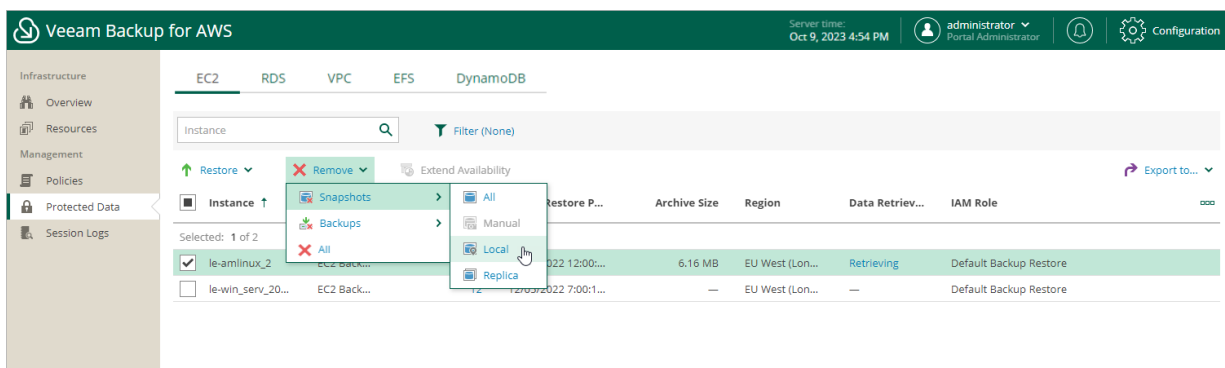 Veeam Backup for AWS
Server time:
Oct 9, 2023 4:54 PM
administrator
Portal Administrator
Configuration
Infrastructure
Overview
Resources
Management
Policies
Protected Data
Session Logs
EC2 RDS VPC EFS DynamoDB
Instance
Filter (None)
Restore Remove Extend Availability Export to...
Snapshots
Backups
All
All
Manual
Local
Replica
Instance Restore P... Archive Size Region Data Retriev... IAM Role
Selected: 1 of 2
le-amlinux_2 EC2 Back... 022 12:00:... 6.16 MB EU West (Lon... Retrieving Default Backup Restore
le-win_serv_20... EC2 Back... 12 12/05/2022 7:00:1... — EU West (Lon... — Default Backup Restore